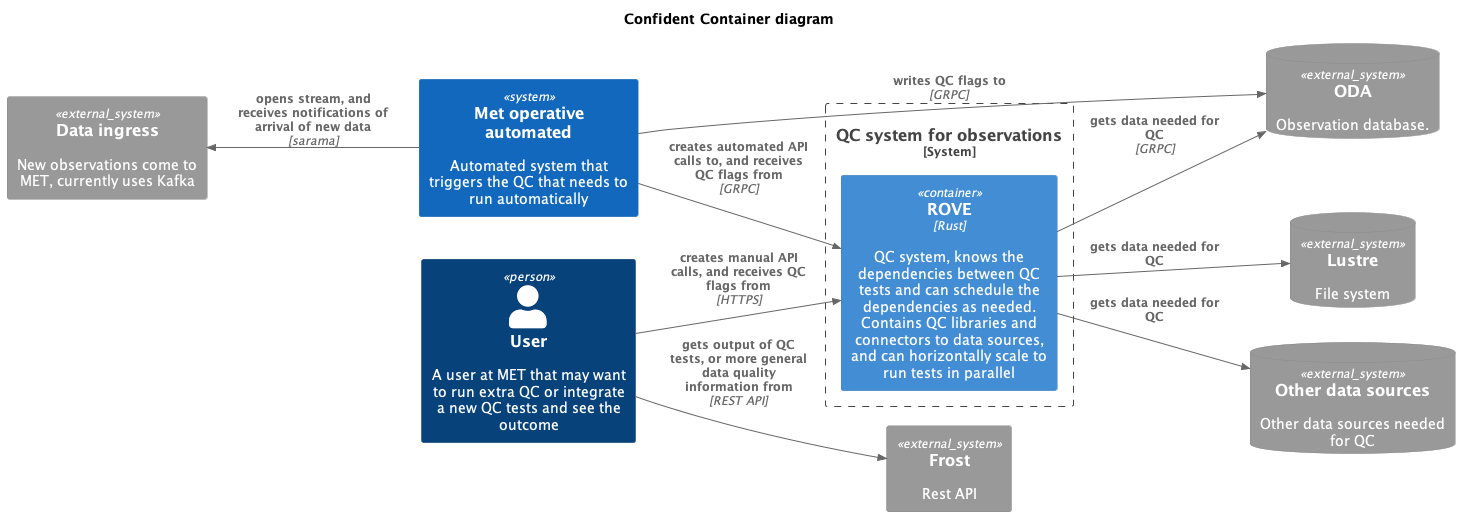 Confident Container diagram
«external_system»
Data ingress
New observations come to
MET, currently uses Kafka
opens stream, and
receives notifications of
arrival of new data
[sarama]
«system»
Met operative
automated
Automated system that
triggers the QC that needs to
run automatically
writes QC flags to
[GRPC]
creates automated API
calls to, and receives
QC flags from
[GRPC]
«person»
User
A user at MET that may want
to run extra QC or integrate
a new QC tests and see the
outcome
creates manual API
calls, and receives QC
flags from
[HTTPS]
gets output of QC
tests, or more general
data quality
information from
[REST API]
QC system for observations
[System]
«container»
ROVE
[Rust]
QC system, knows the
dependencies between QC
tests and can schedule the
dependencies as needed.
Contains QC libraries and
connectors to data sources,
and can horizontally scale to
run tests in parallel
«external_system»
Frost
Rest API
gets data needed for
QC
[GRPC]
gets data needed for
QC
gets data needed for
QC
«external_system»
ODA
Observation database.
«external_system»
Lustre
File system
«external_system»
Other data sources
Other data sources needed
for QC